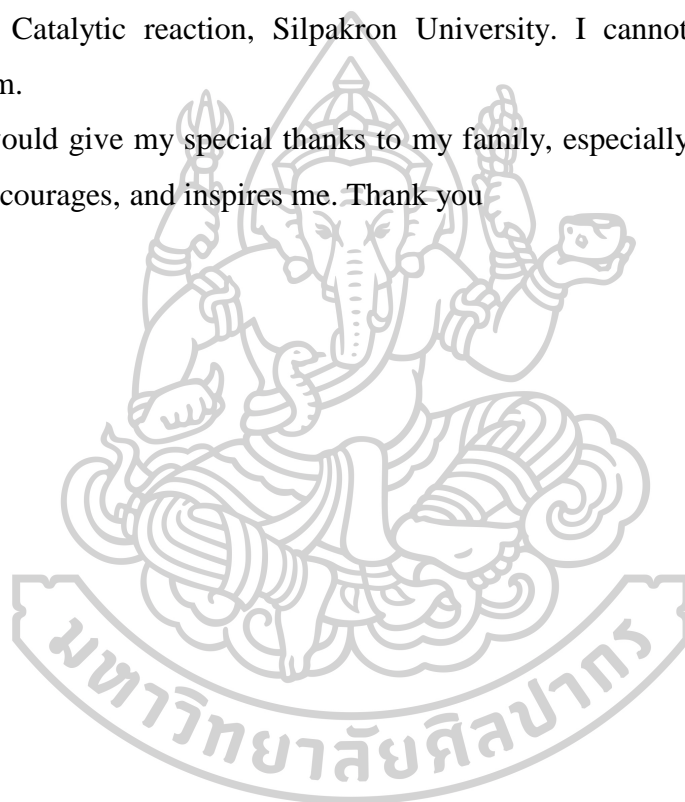 Catalytic reaction, Silpakron University. I cannot
m.
ould give my special thanks to my family, especially
courages, and inspires me. Thank you
มหาวิทยาลัยศิลปากร